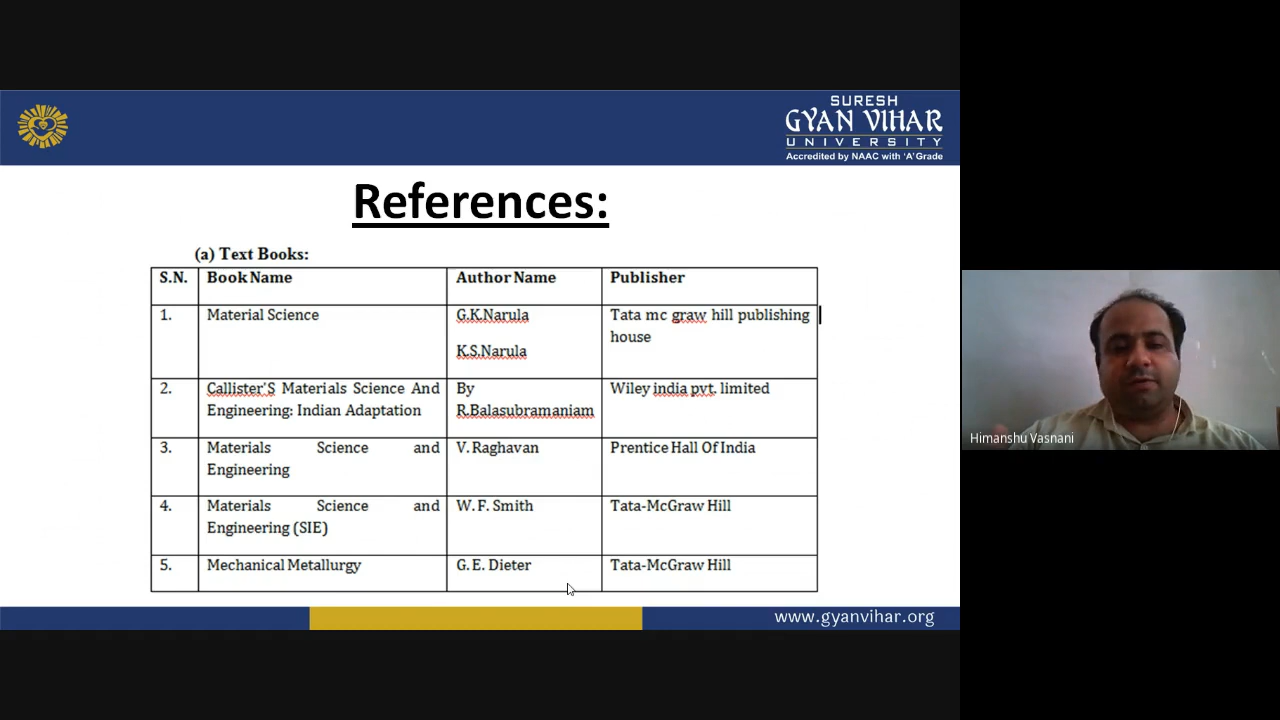 SURESH
GYAN VIHAR
UNIVERSITY
Accredited by NAAC with 'A' Grade
References:
(a) Text Books:
S.N. Book Name Author Name Publisher
1. Material Science G.K.Narula Tata mc graw hill publishing
house
K.S.Narula
2. Callister'S Materials Science And By Wiley india pvt. limited
Engineering: Indian Adaptation R.Balasubramaniam
3. Materials Science and V. Raghavan Prentice Hall Of India
Engineering
4. Materials Science and W. F. Smith Tata-McGraw Hill
Engineering (SIE)
5. Mechanical Metallurgy G. E. Dieter Tata-McGraw Hill
www.gyanvihar.org
Himanshu Vasnani